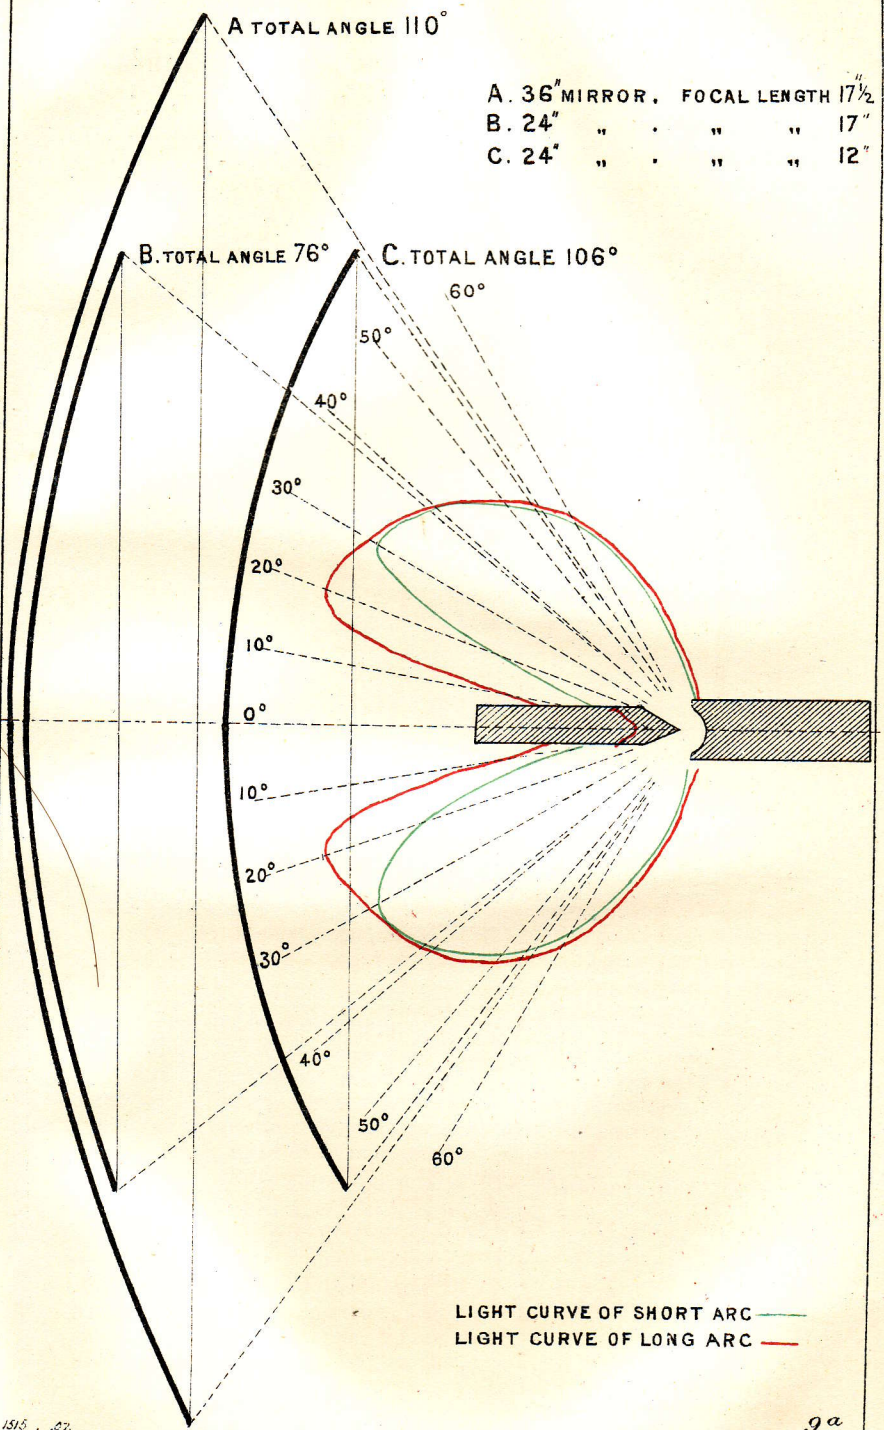 A TOTAL ANGLE 110°
A. 36" MIRROR. FOCAL LENGTH 17½"
B. 24" „ . „ „ 17"
C. 24" „ . „ „ 12"
B. TOTAL ANGLE 76°
C. TOTAL ANGLE 106°
60°
50°
40°
30°
20°
10°
0°
10°
20°
30°
40°
50°
60°
LIGHT CURVE OF SHORT ARC
LIGHT CURVE OF LONG ARC
1515 . 02.
9a